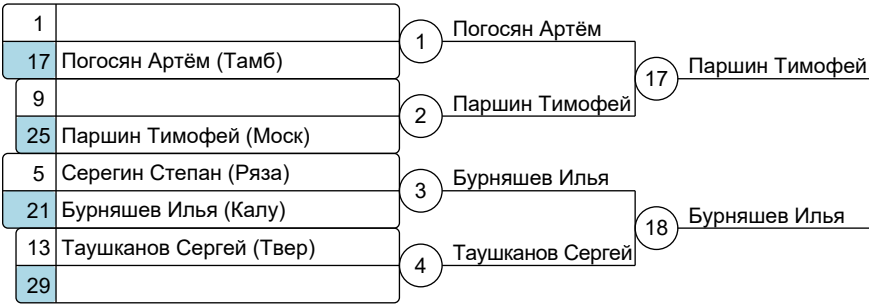 1
17 Погосян Артём (Тамб)
9
25 Паршин Тимофей (Моск)
5 Серегин Степан (Ряза)
21 Бурняшев Илья (Калу)
13 Таушканов Сергей (Твер)
29
1 Погосян Артём
2 Паршин Тимофей
3 Бурняшев Илья
4 Таушканов Сергей
17 Паршин Тимофей
18 Бурняшев Илья